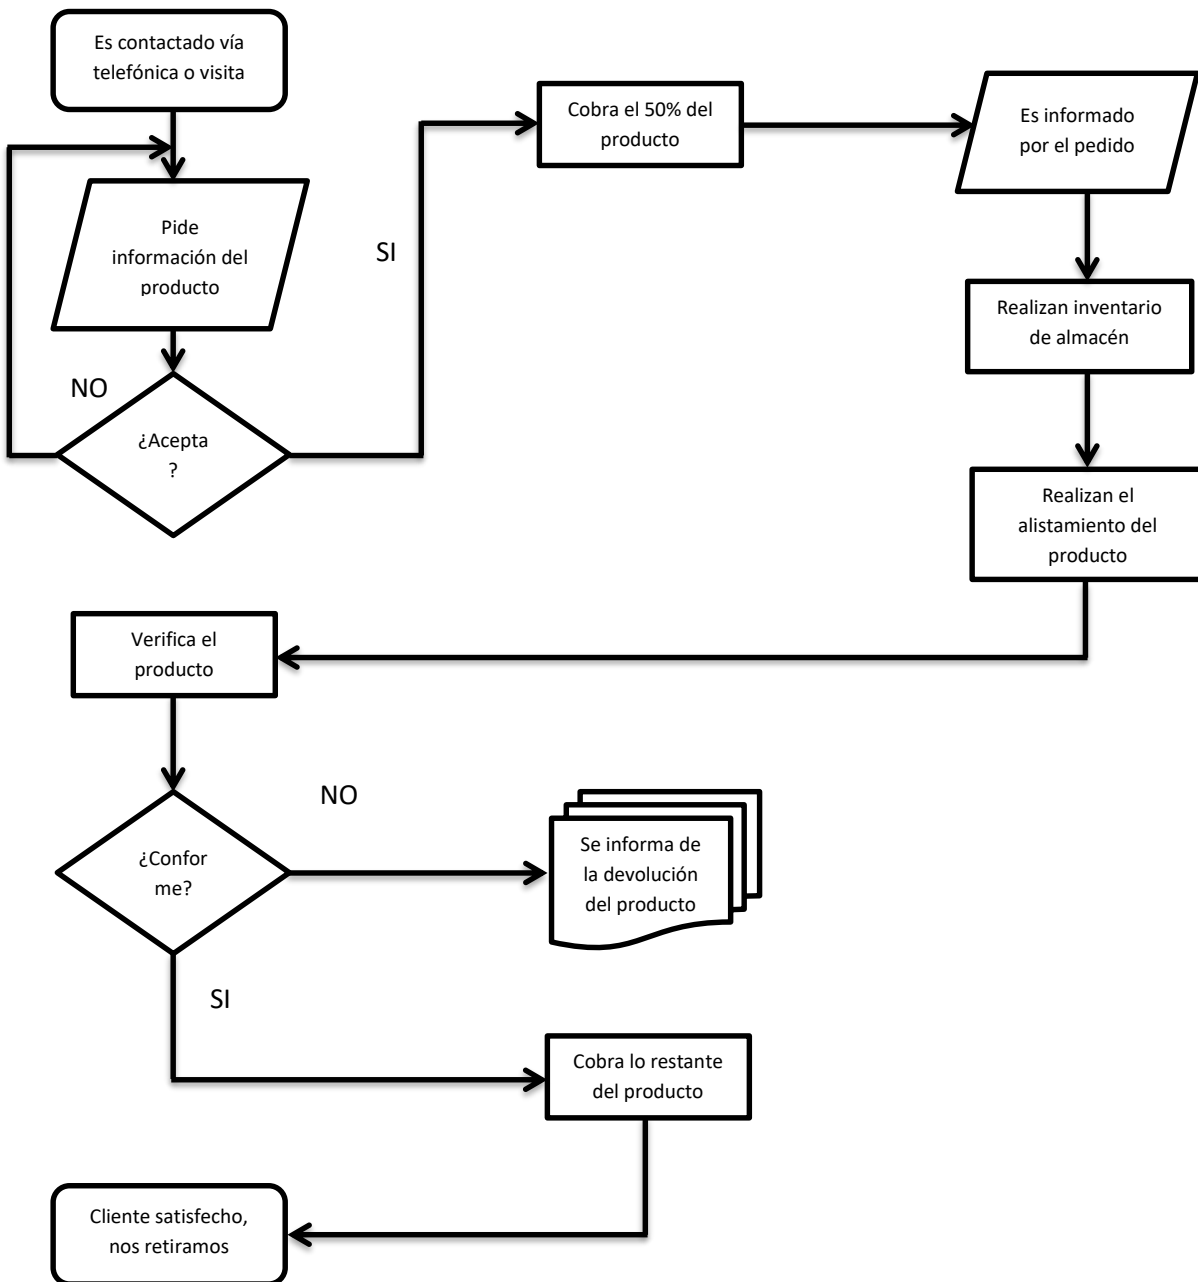 Es contactado vía
telefónica o visita
Pide
información del
producto
NO
¿Acepta
?
SI
Cobra el 50% del
producto
Es informado
por el pedido
Realizan inventario
de almacén
Realizan el
alistamiento del
producto
Verifica el
producto
¿Confor
me?
NO
Se informa de
la devolución
del producto
SI
Cobra lo restante
del producto
Cliente satisfecho,
nos retiramos